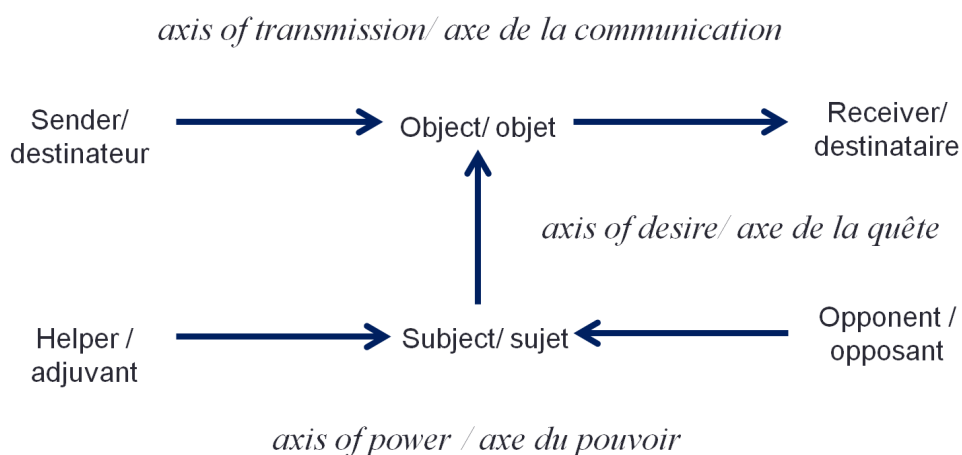 axis of transmission/ axe de la communication
Sender/
destinateur
Object/ objet
Receiver/
destinataire
axis of desire/ axe de la quête
Helper /
adjuvant
Subject/ sujet
Opponent /
opposant
axis of power / axe du pouvoir